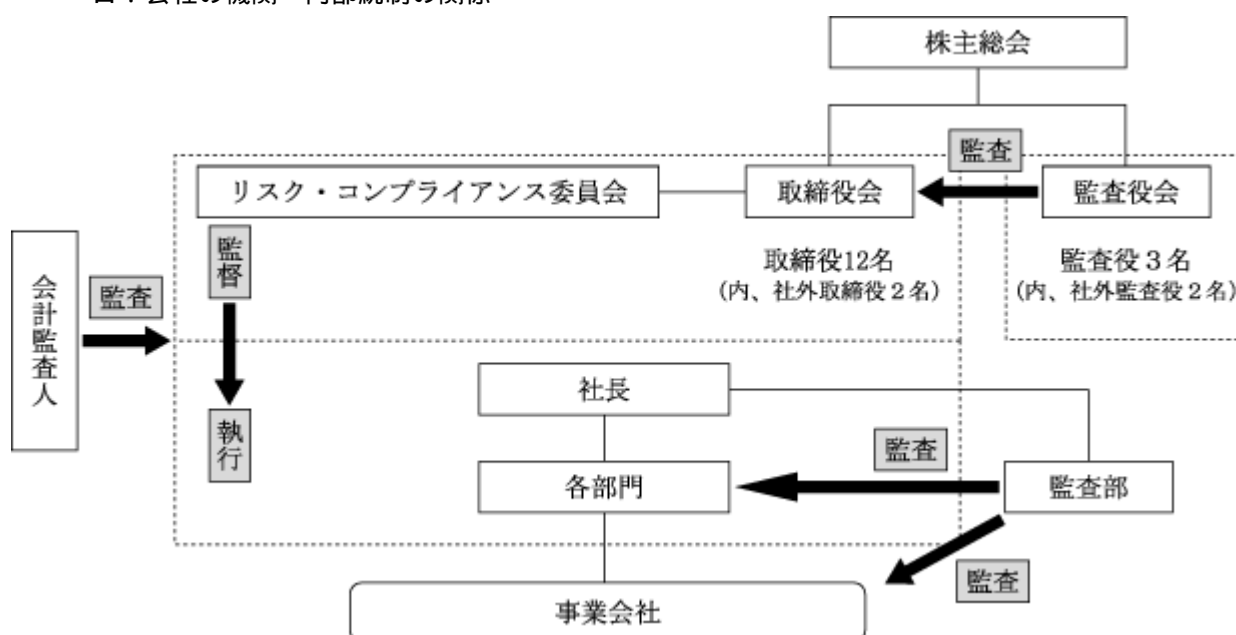 株主総会
監査
リスク・コンプライアンス委員会
取締役会
監査役会
監督
取締役12名
(内、社外取締役2名)
監査役3名
(内、社外監査役2名)
会計監査人
監査
社長
執行
監査
各部門
監査部
監査
事業会社